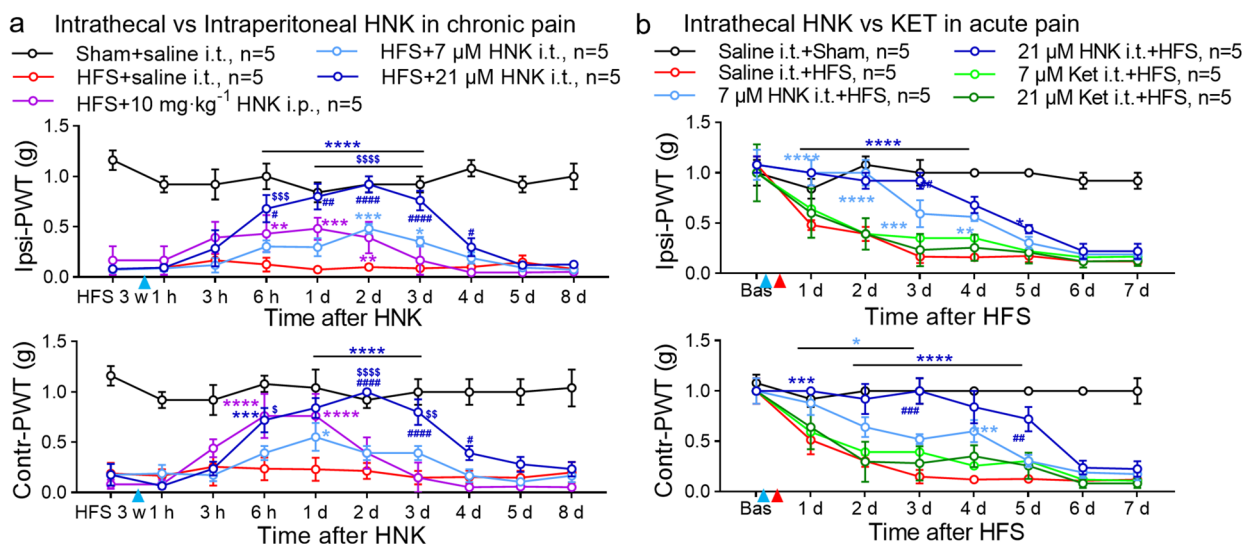 a Intrathecal vs Intraperitoneal HNK in chronic pain
Sham+saline i.t., n=5
HFS+7 µM HNK i.t., n=5
HFS+saline i.t., n=5
HFS+21 µM HNK i.t., n=5
HFS+10 mg·kg⁻¹ HNK i.p., n=5
Ipsi-PWT (g)
1.5
1.0
0.5
0.0
****
$$$$
$$$
#
**
##
***
####
***
**
####
*
#
HFS 3 w 1 h 3 h 6 h 1 d 2 d 3 d 4 d 5 d 8 d
Time after HNK
Contr-PWT (g)
1.5
1.0
0.5
0.0
****
$$$$
####
****
***
$
****
*
$$
####
#
HFS 3 w 1 h 3 h 6 h 1 d 2 d 3 d 4 d 5 d 8 d
Time after HNK
b Intrathecal HNK vs KET in acute pain
Saline i.t.+Sham, n=5
21 µM HNK i.t.+HFS, n=5
Saline i.t.+HFS, n=5
7 µM Ket i.t.+HFS, n=5
7 µM HNK i.t.+HFS, n=5
21 µM Ket i.t.+HFS, n=5
Ipsi-PWT (g)
1.5
1.0
0.5
0.0
****
****
****
***
**
*
Bas 1 d 2 d 3 d 4 d 5 d 6 d 7 d
Time after HFS
Contr-PWT (g)
1.5
1.0
0.5
0.0
*
****
***
###
**
##
Bas 1 d 2 d 3 d 4 d 5 d 6 d 7 d
Time after HFS